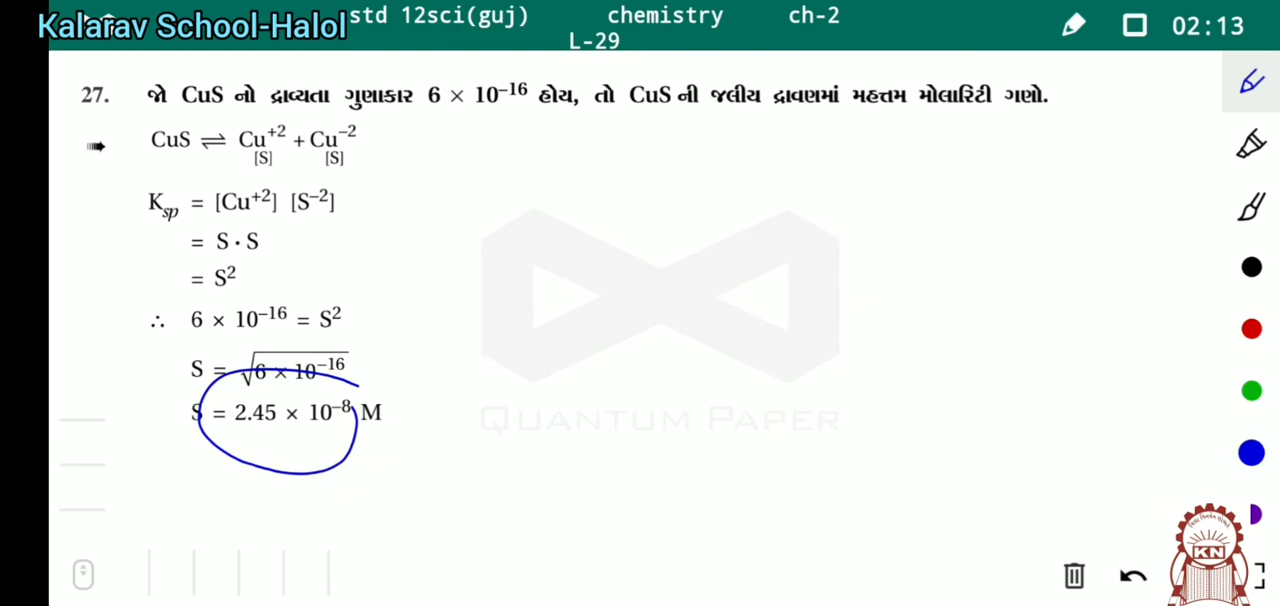 Kalarav School-Halol std 12sci(guj) chemistry ch-2 02:13
L-29
27. જો CuS નો દ્રાવ્યતા ગુણાકાર 6 × 10⁻¹⁶ હોય, તો CuS ની જલીય દ્રાવણમાં મહત્તમ મોલારિટી ગણો.
CuS ⇌ Cu⁺² + Cu⁻²
[S] [S]
Ksp = [Cu⁺²] [S⁻²]
= S · S
= S²
∴ 6 × 10⁻¹⁶ = S²
S = √6 × 10⁻¹⁶
S = 2.45 × 10⁻⁸ M
QUANTUM PAPER
KN